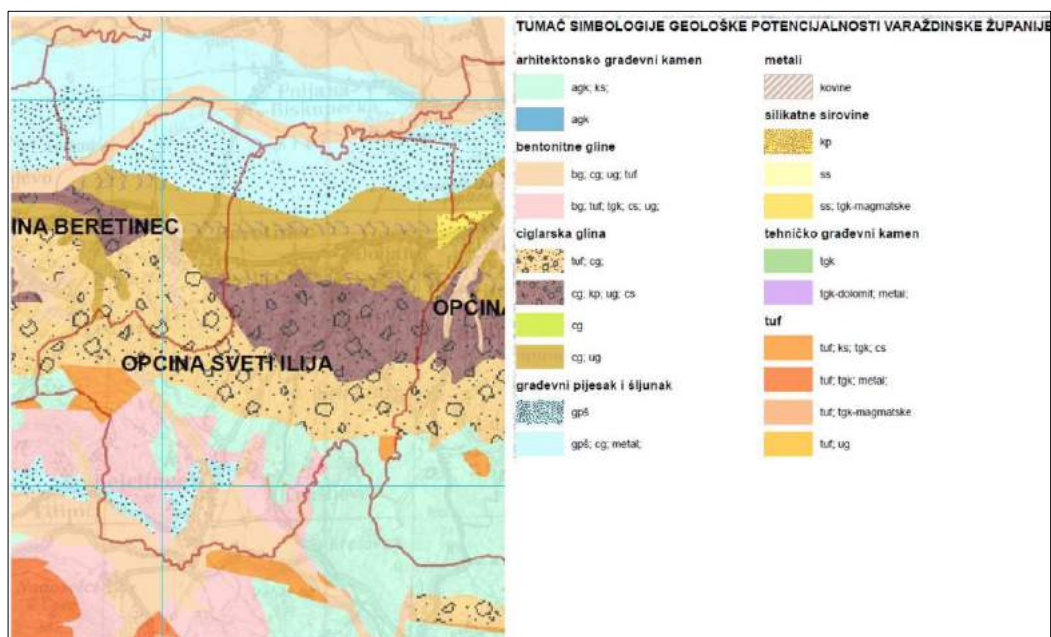 INA BERETINEC
OPĆINA
OPĆINA SVETI ILIJA
TUMAČ SIMBOLOGIJE GEOLOŠKE POTENCIJALNOSTI VARAŽDINSKE ŽUPANIJE
arhitektonsko građevni kamen
agk; ks;
agk
bentonitne gline
bg; cg; ug; tuf
bg; tuf; tgk; cs; ug;
ciglarska glina
tuf; cg;
cg; kp; ug; cs
cg
cg; ug
građevni pijesak i šljunak
gpš
gpš; cg; metal;
metali
kovine
silikatne sirovine
kp
ss
ss; tgk-magmatske
tehničko građevni kamen
tgk
tgk-dolomit; metal;
tuf
tuf; ks; tgk; cs
tuf; tgk; metal;
tuf; tgk-magmatske
tuf; ug